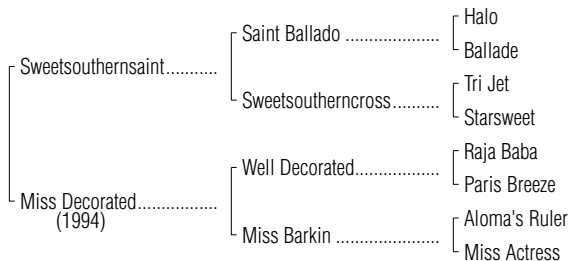 Halo
Saint Ballado ...................
Ballade
Sweetsouthernsaint..........
Tri Jet
Sweetsoutherncross..........
Starsweet
Raja Baba
Well Decorated.................
Paris Breeze
Miss Decorated................
(1994)
Aloma's Ruler
Miss Barkin .....................
Miss Actress